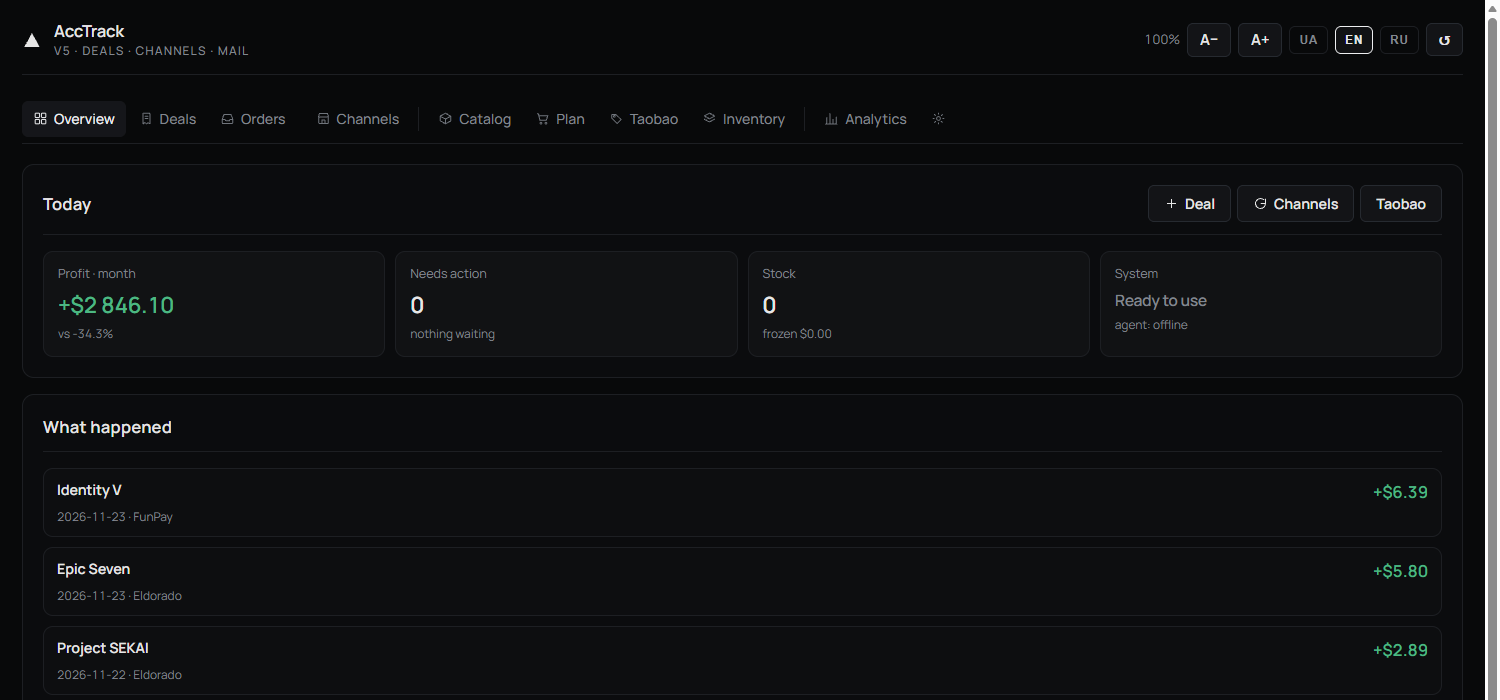 AccTrack
V5 · DEALS · CHANNELS · MAIL
100% A− A+ UA EN RU ↺
Overview Deals Orders Channels Catalog Plan Taobao Inventory Analytics
Today
+ Deal Channels Taobao
Profit · month
+$2 846.10
vs -34.3%
Needs action
0
nothing waiting
Stock
0
frozen $0.00
System
Ready to use
agent: offline
What happened
Identity V
+$6.39
2026-11-23 · FunPay
Epic Seven
+$5.80
2026-11-23 · Eldorado
Project SEKAI
+$2.89
2026-11-22 · Eldorado